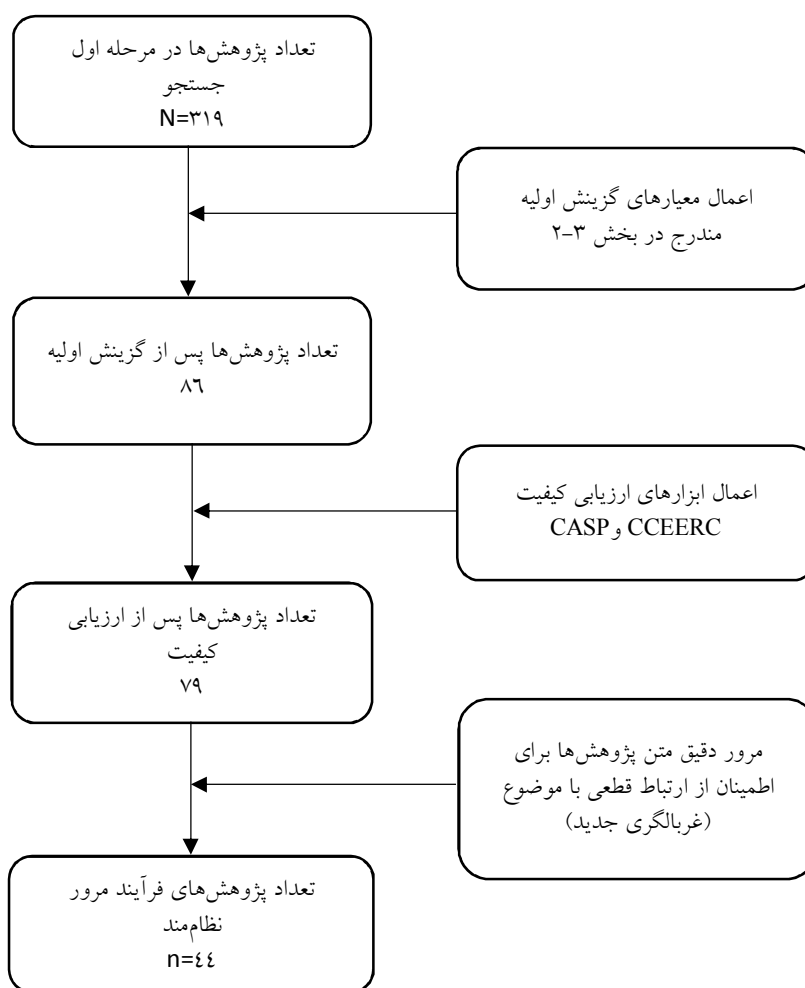 تعداد پژوهش‌ها در مرحله اول
جستجو
N=۳۱۹
اعمال معیارهای گزینش اولیه
مندرج در بخش ۳-۲
تعداد پژوهش‌ها پس از گزینش اولیه
۸۶
اعمال ابزارهای ارزیابی کیفیت
CCEERC و CASP
تعداد پژوهش‌ها پس از ارزیابی
کیفیت
۷۹
مرور دقیق متن پژوهش‌ها برای
اطمینان از ارتباط قطعی با موضوع
(غربالگری جدید)
تعداد پژوهش‌های فرآیند مرور
نظام‌مند
n=٤٤